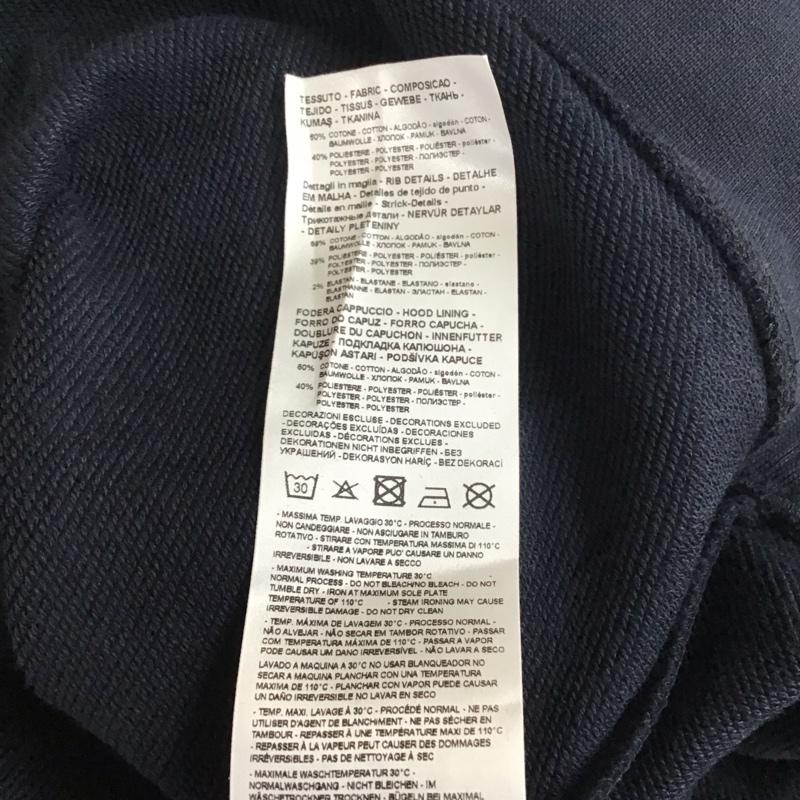 TESSUTO - FABRIC - COMPOSICAO -
TEJIDO - TISSUS - GEWEBE - ТКАНЬ -
KUMAŞ - TKANINA
60% COTONE - COTTON - ALGODÃO - algodón - COTON -
BAUMWOLLE - ХЛОПОК - PAMUK - BAVLNA
40% POLIESTERE - POLYESTER - POLIÉSTER - poliéster -
POLYESTER - POLYESTER - ПОЛИЭСТЕР -
POLYESTER - POLYESTER
Dettagli in maglia - RIB DETAILS - DETALHE
EM MALHA - Detalles de tejido de punto -
Détails en maille - Strick-Details -
Трикотажные детали - NERVÜR DETAYLAR
- DETAILY PLETENINY
59% COTONE - COTTON - ALGODÃO - algodón - COTON -
BAUMWOLLE - ХЛОПОК - PAMUK - BAVLNA
39% POLIESTERE - POLYESTER - POLIÉSTER - poliéster -
POLYESTER - POLYESTER - ПОЛИЭСТЕР -
POLYESTER - POLYESTER
2% ELASTAN - ELASTANE - ELASTANO - elastano -
ELASTHANNE - ELASTAN - ЭЛАСТАН - ELASTAN -
ELASTAN
FODERA CAPPUCCIO - HOOD LINING -
FORRO DO CAPUZ - FORRO CAPUCHA -
DOUBLURE DU CAPUCHON - INNENFUTTER
KAPUZE - ПОДКЛАДКА КАПЮШОНА -
KAPÜŞON ASTARI - PODŠÍVKA KAPUCE
60% COTONE - COTTON - ALGODÃO - algodón - COTON -
BAUMWOLLE - ХЛОПОК - PAMUK - BAVLNA
40% POLIESTERE - POLYESTER - POLIÉSTER - poliéster -
POLYESTER - POLYESTER - ПОЛИЭСТЕР -
POLYESTER - POLYESTER
DECORAZIONI ESCLUSE - DECORATIONS EXCLUDED
- DECORAÇÕES EXCLUÍDAS - DECORACIONES
EXCLUIDAS - DÉCORATIONS EXCLUES -
DEKORATIONEN NICHT INBEGRIFFEN - БЕЗ
УКРАШЕНИЙ - DEKORASYON HARİÇ - BEZ DEKORACÍ
30
- MASSIMA TEMP. LAVAGGIO 30°C - PROCESSO NORMALE -
NON CANDEGGIARE - NON ASCIUGARE IN TAMBURO
ROTATIVO - STIRARE CON TEMPERATURA MASSIMA DI 110°C
- STIRARE A VAPORE PUO' CAUSARE UN DANNO
IRREVERSIBILE - NON LAVARE A SECCO
- MAXIMUM WASHING TEMPERATURE 30°C
NORMAL PROCESS - DO NOT BLEACH/NO BLEACH - DO NOT
TUMBLE DRY - IRON AT MAXIMUM SOLE PLATE
TEMPERATURE OF 110°C - STEAM IRONING MAY CAUSE
IRREVERSIBLE DAMAGE - DO NOT DRY CLEAN
- TEMP. MÁXIMA DE LAVAGEM 30°C - PROCESSO NORMAL -
NÃO ALVEJAR - NÃO SECAR EM TAMBOR ROTATIVO - PASSAR
COM TEMPERATURA MÁXIMA DE 110°C - PASSAR A VAPOR
PODE CAUSAR UM DANO IRREVERSÍVEL - NÃO LAVAR A SECO
LAVADO A MAQUINA A 30°C NO USAR BLANQUEADOR NO
SECAR A MAQUINA PLANCHAR CON UNA TEMPERATURA
MAXIMA DE 110°C - PLANCHAR CON VAPOR PUEDE CAUSAR
UN DAÑO IRREVERSIBLE NO LAVAR EN SECO
- TEMP. MAXI. LAVAGE À 30°C - PROCÉDÉ NORMAL - NE PAS
UTILISER D'AGENT DE BLANCHIMENT - NE PAS SÉCHER EN
TAMBOUR - REPASSER À UNE TEMPÉRATURE MAXI DE 110°C
- REPASSER À LA VAPEUR PEUT CAUSER DES DOMMAGES
IRRÉVERSIBLES - PAS DE NETTOYAGE À SEC
- MAXIMALE WASCHTEMPERATUR 30°C -
NORMALWASCHGANG - NICHT BLEICHEN - IM
WÄSCHETROCKNER TROCKNEN - BÜGELN BEI MAXIMAL